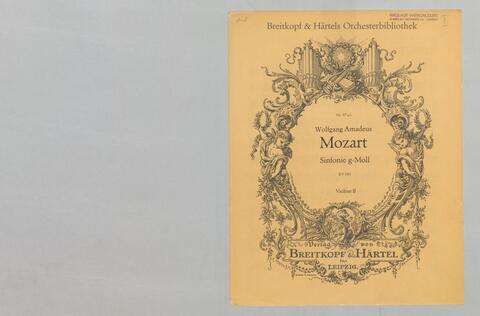 Breitkopf & Härtels Orchesterbibliothek
Wolfgang Amadeus
Mozart
Sinfonie g-Moll
Violine II
Verlag von
BREITKOPF & HÄRTEL
LEIPZIG.